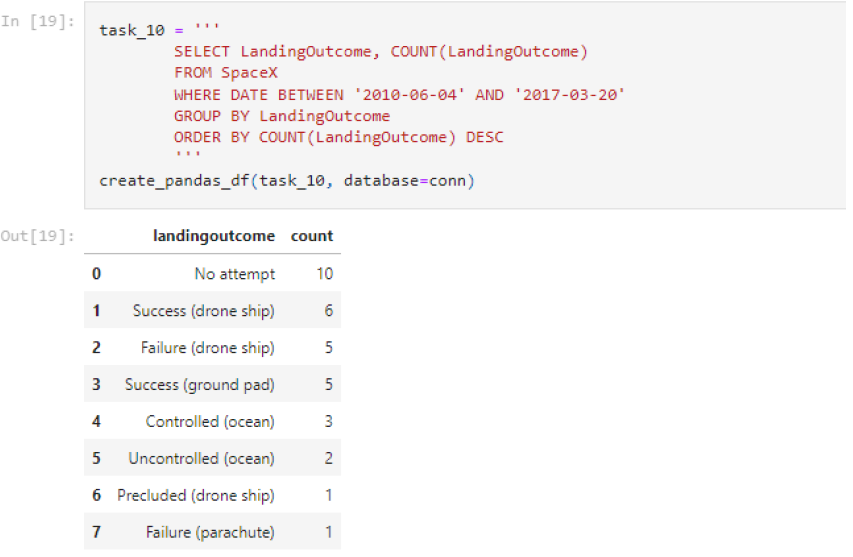 In [19]:
task_10 = '''
SELECT LandingOutcome, COUNT(LandingOutcome)
FROM SpaceX
WHERE DATE BETWEEN '2010-06-04' AND '2017-03-20'
GROUP BY LandingOutcome
ORDER BY COUNT(LandingOutcome) DESC
'''
create_pandas_df(task_10, database=conn)
Out[19]:
landingoutcome count
0 No attempt 10
1 Success (drone ship) 6
2 Failure (drone ship) 5
3 Success (ground pad) 5
4 Controlled (ocean) 3
5 Uncontrolled (ocean) 2
6 Precluded (drone ship) 1
7 Failure (parachute) 1